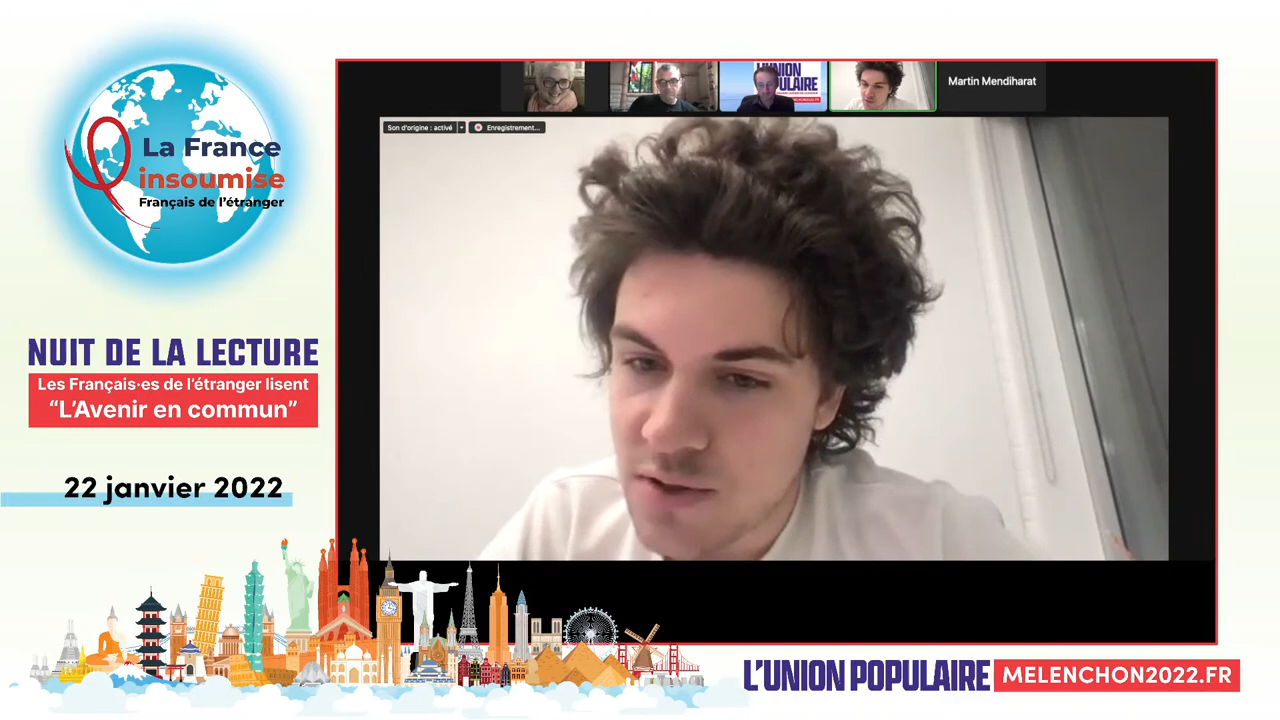 La France
insoumise
Français de l'étranger
NUIT DE LA LECTURE
Les Français·es de l'étranger lisent
“L’Avenir en commun”
22 janvier 2022
UNION
PULAIRE
Martin Mendiharat
Son d'origine : activé
Enregistrement...
L'UNION POPULAIRE
MELENCHON2022.FR